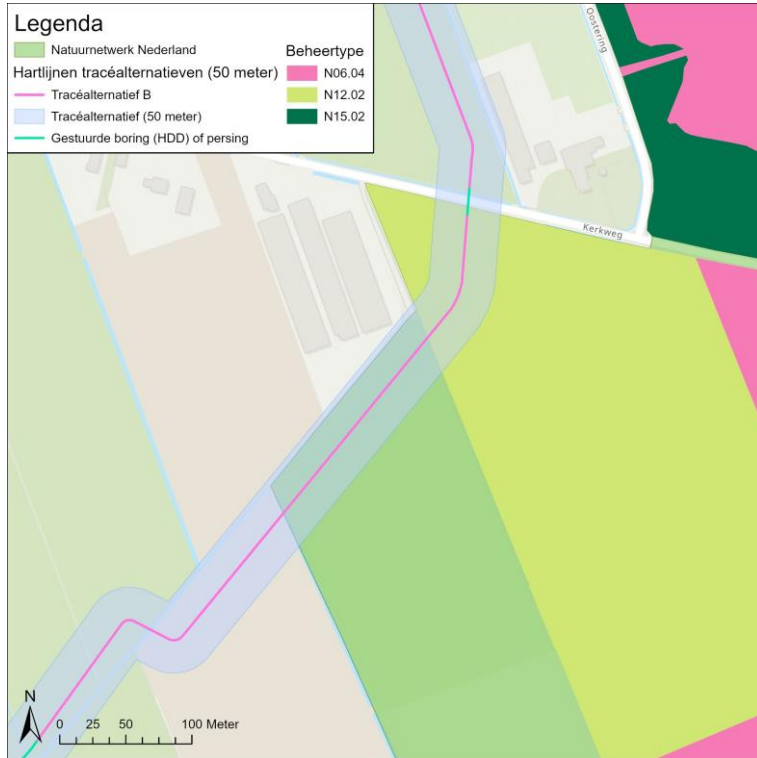 Legenda
Natuurnetwerk Nederland
Hartlijnen tracéalternatieven (50 meter)
Tracéalternatief B
Tracéalternatief (50 meter)
Gestuurde boring (HDD) of persing
Beheertype
N06.04
N12.02
N15.02
Oostering
Kerkweg
N
0 25 50 100 Meter